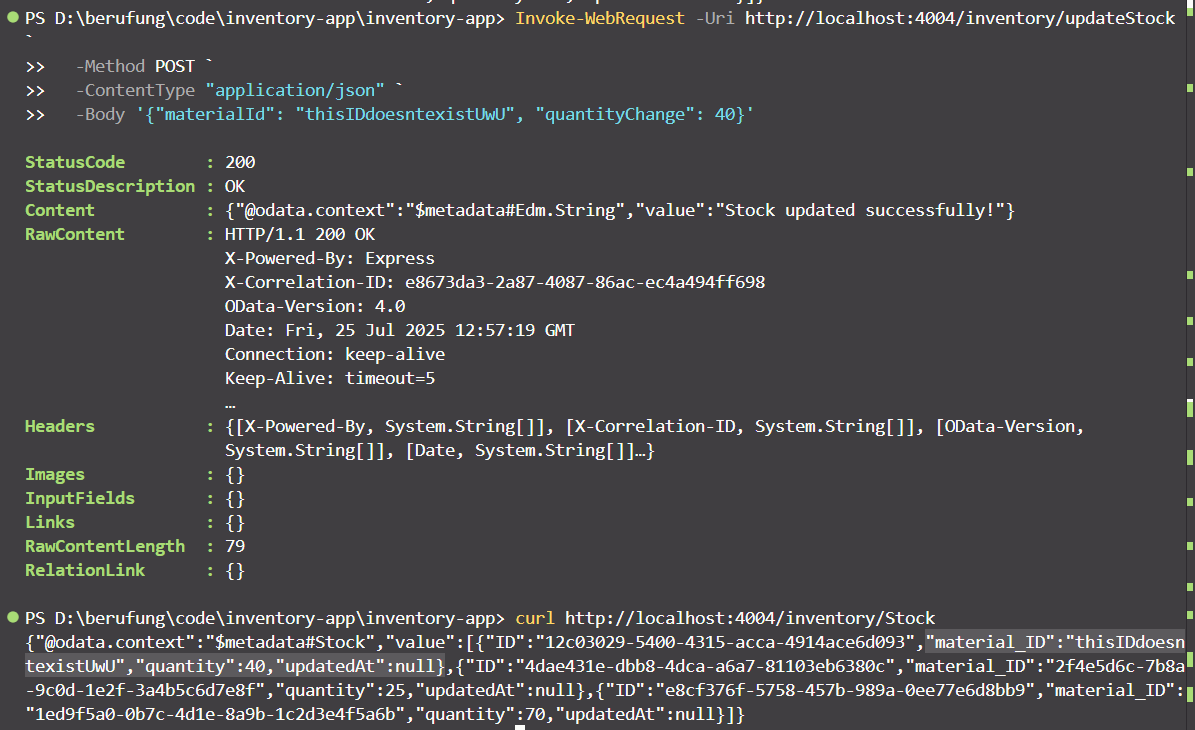 PS D:\berufung\code\inventory-app\inventory-app> Invoke-WebRequest -Uri http://localhost:4004/inventory/updateStock
`
>>   -Method POST `
>>   -ContentType "application/json" `
>>   -Body '{"materialId": "thisIDdoesntexistUwU", "quantityChange": 40}'
StatusCode        : 200
StatusDescription : OK
Content           : {"@odata.context":"$metadata#Edm.String","value":"Stock updated successfully!"}
RawContent        : HTTP/1.1 200 OK
                    X-Powered-By: Express
                    X-Correlation-ID: e8673da3-2a87-4087-86ac-ec4a494ff698
                    OData-Version: 4.0
                    Date: Fri, 25 Jul 2025 12:57:19 GMT
                    Connection: keep-alive
                    Keep-Alive: timeout=5
                    …
Headers           : {[X-Powered-By, System.String[]], [X-Correlation-ID, System.String[]], [OData-Version,
                    System.String[]], [Date, System.String[]]…}
Images            : {}
InputFields       : {}
Links             : {}
RawContentLength  : 79
RelationLink      : {}
PS D:\berufung\code\inventory-app\inventory-app> curl http://localhost:4004/inventory/Stock
{"@odata.context":"$metadata#Stock","value":[{"ID":"12c03029-5400-4315-acca-4914ace6d093","material_ID":"thisIDdoesn
texistUwU","quantity":40,"updatedAt":null},{"ID":"4dae431e-dbb8-4dca-a6a7-81103eb6380c","material_ID":"2f4e5d6c-7b8a
-9c0d-1e2f-3a4b5c6d7e8f","quantity":25,"updatedAt":null},{"ID":"e8cf376f-5758-457b-989a-0ee77e6d8bb9","material_ID":
"1ed9f5a0-0b7c-4d1e-8a9b-1c2d3e4f5a6b","quantity":70,"updatedAt":null}]}